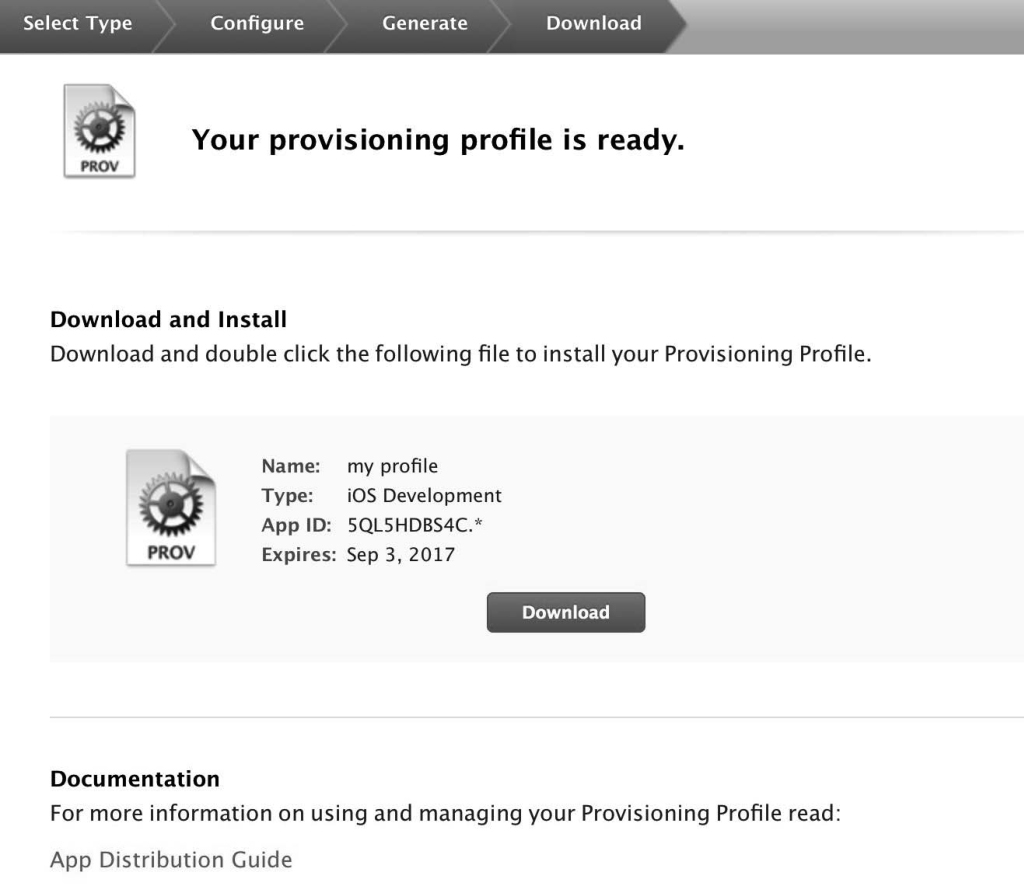 Select Type Configure Generate Download
PROV
Your provisioning profile is ready.
Download and Install
Download and double click the following file to install your Provisioning Profile.
PROV
Name: my profile
Type: iOS Development
App ID: 5QL5HDBS4C.*
Expires: Sep 3, 2017
Download
Documentation
For more information on using and managing your Provisioning Profile read:
App Distribution Guide